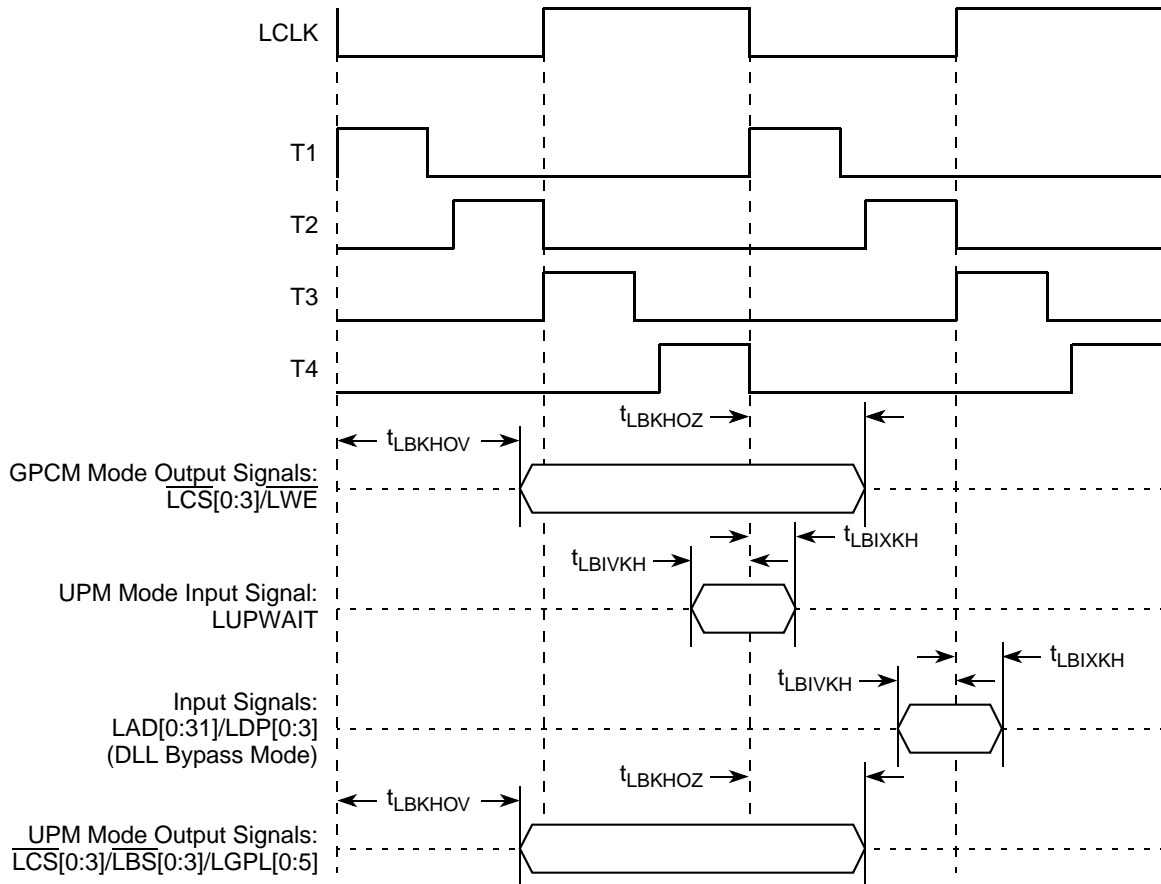 LCLK
T1
T2
T3
T4
tLBKHOZ
tLBKHOV
GPCM Mode Output Signals:
LCS[0:3]/LWE
tLBIXKH
tLBIVKH
UPM Mode Input Signal:
LUPWAIT
tLBIXKH
tLBIVKH
Input Signals:
LAD[0:31]/LDP[0:3]
(DLL Bypass Mode)
tLBKHOZ
tLBKHOV
UPM Mode Output Signals:
LCS[0:3]/LBS[0:3]/LGPL[0:5]